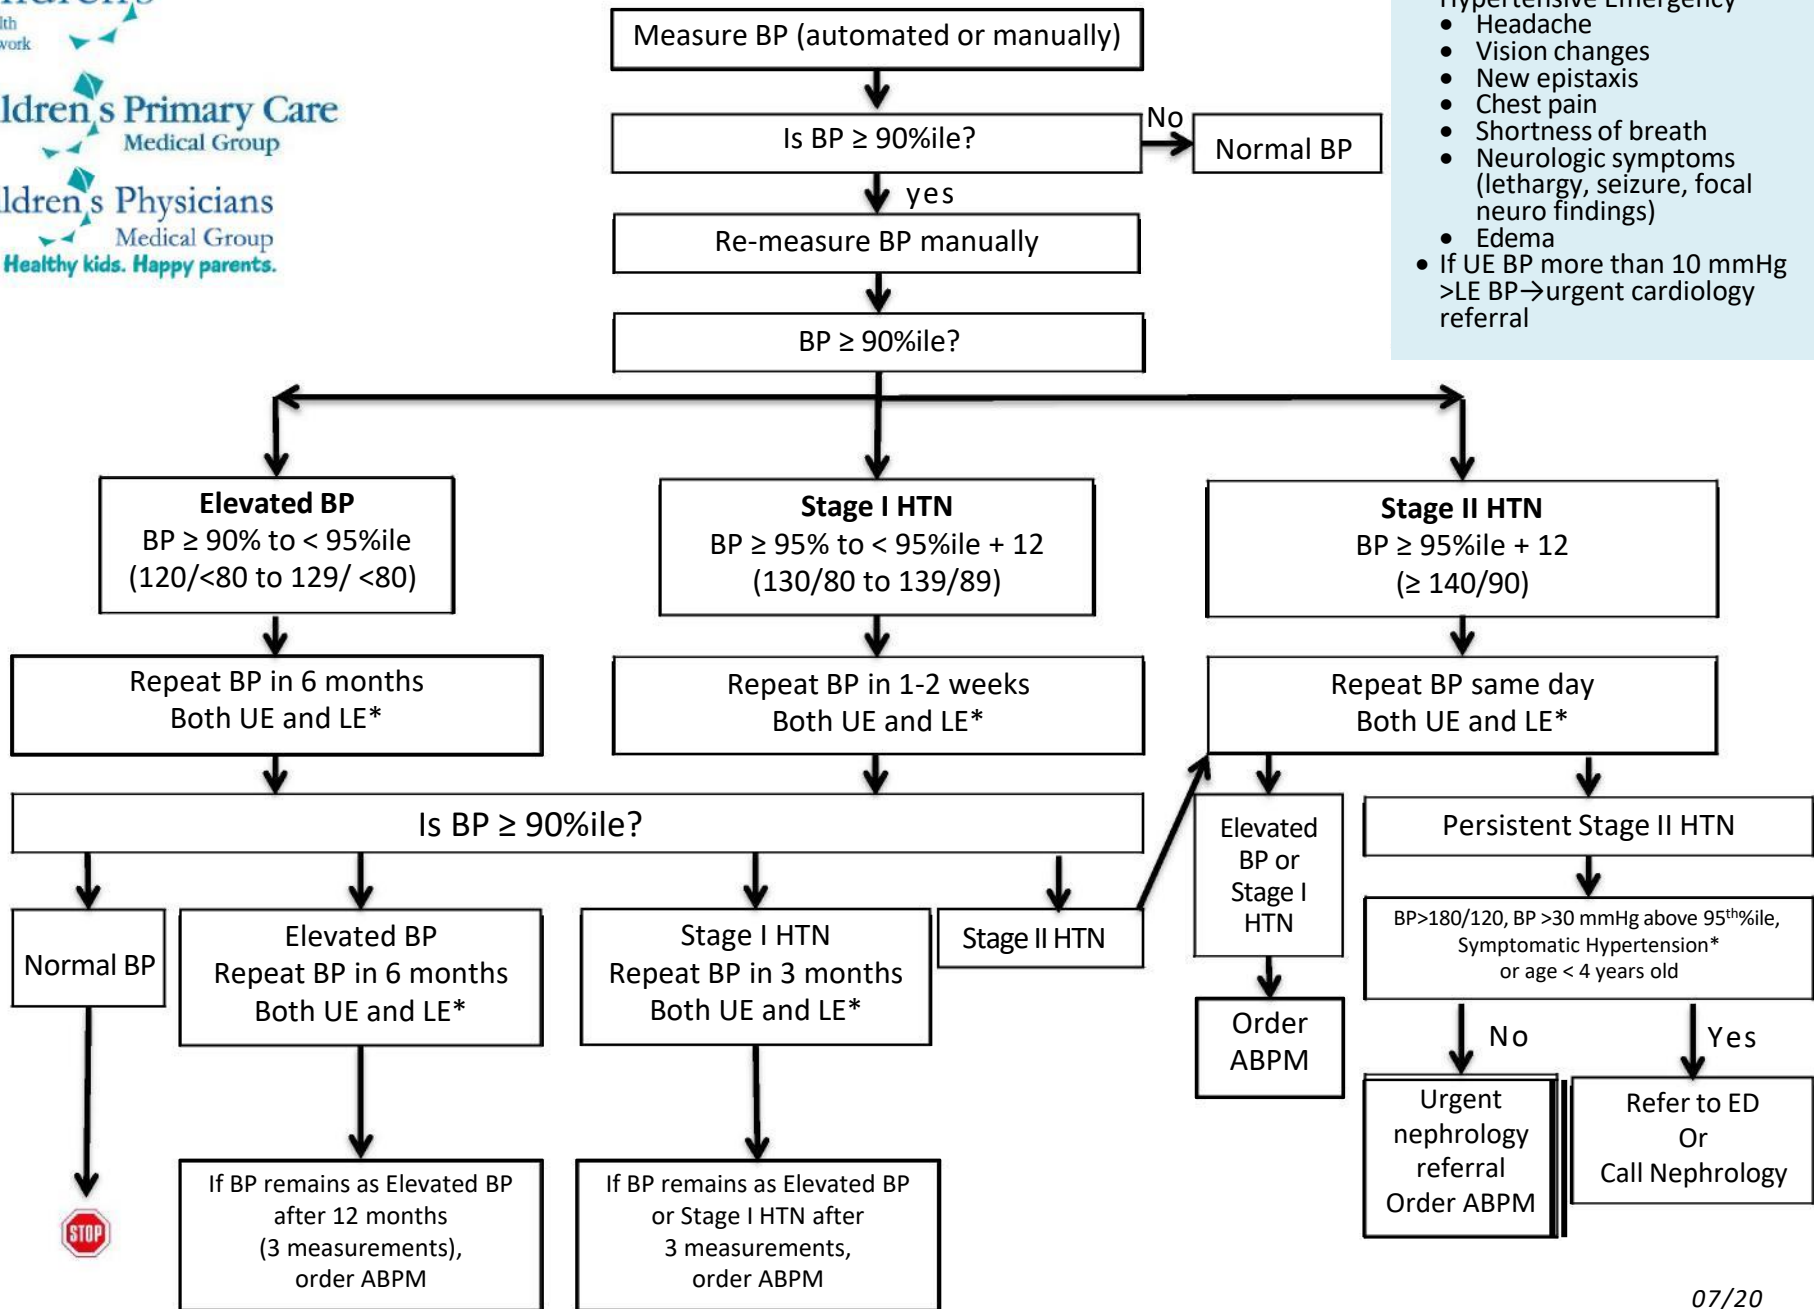 Measure BP (automated or manually)
Is BP ≥ 90%ile?
No
Normal BP
yes
Re-measure BP manually
BP ≥ 90%ile?
Primary Care
Medical Group
Physicians
Medical Group
Healthy kids. Happy parents.
Hypertensive Emergency
• Headache
• Vision changes
• New epistaxis
• Chest pain
• Shortness of breath
• Neurologic symptoms
(lethargy, seizure, focal
neuro findings)
• Edema
• If UE BP more than 10 mmHg
>LE BP→urgent cardiology
referral
Elevated BP
BP ≥ 90% to < 95%ile
(120/<80 to 129/ <80)
Stage I HTN
BP ≥ 95% to < 95%ile + 12
(130/80 to 139/89)
Stage II HTN
BP ≥ 95%ile + 12
(≥ 140/90)
Repeat BP in 6 months
Both UE and LE*
Repeat BP in 1-2 weeks
Both UE and LE*
Repeat BP same day
Both UE and LE*
Is BP ≥ 90%ile?
Normal BP
STOP
Elevated BP
Repeat BP in 6 months
Both UE and LE*
Stage I HTN
Repeat BP in 3 months
Both UE and LE*
Stage II HTN
Elevated
BP or
Stage I
HTN
Order
ABPM
Persistent Stage II HTN
BP>180/120, BP >30 mmHg above 95th%ile,
Symptomatic Hypertension*
or age < 4 years old
No
Yes
Urgent
nephrology
referral
Order ABPM
Refer to ED
Or
Call Nephrology
If BP remains as Elevated BP
after 12 months
(3 measurements),
order ABPM
If BP remains as Elevated BP
or Stage I HTN after
3 measurements,
order ABPM
07/20